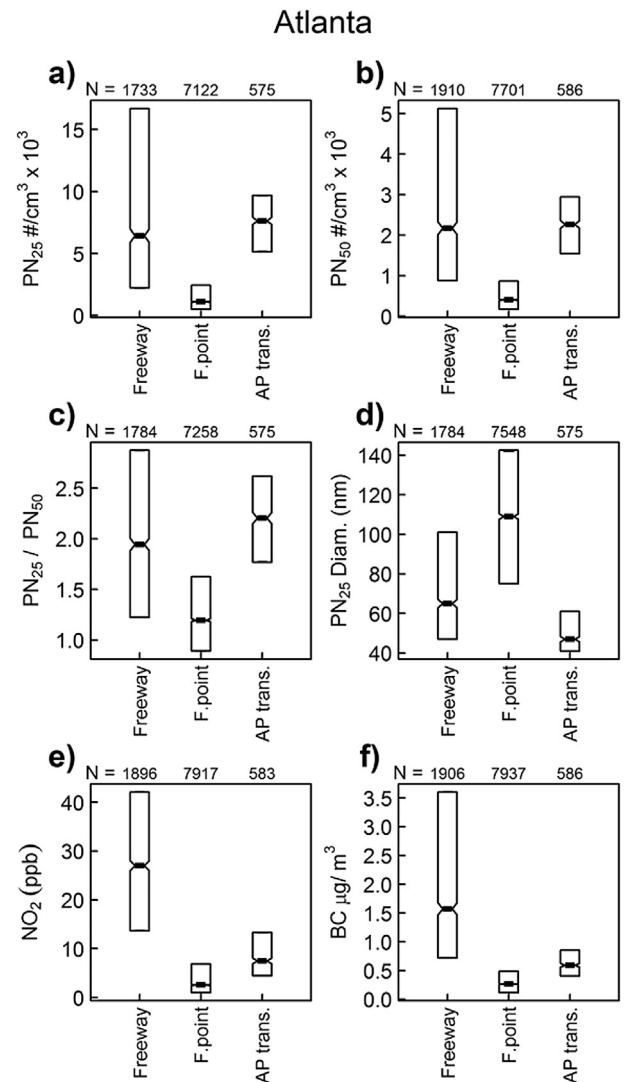 Atlanta
a)
N = 1733 7122 575
PN25 #/cm3 x 103
15
10
5
0
Freeway
F.point
AP trans.
b)
N = 1910 7701 586
PN50 #/cm3 x 103
5
4
3
2
1
0
Freeway
F.point
AP trans.
c)
N = 1784 7258 575
PN25 / PN50
2.5
2.0
1.5
1.0
Freeway
F.point
AP trans.
d)
N = 1784 7548 575
PN25 Diam. (nm)
140
120
100
80
60
40
Freeway
F.point
AP trans.
e)
N = 1896 7917 583
NO2 (ppb)
40
30
20
10
0
Freeway
F.point
AP trans.
f)
N = 1906 7937 586
BC µg/ m3
3.5
3.0
2.5
2.0
1.5
1.0
0.5
0.0
Freeway
F.point
AP trans.